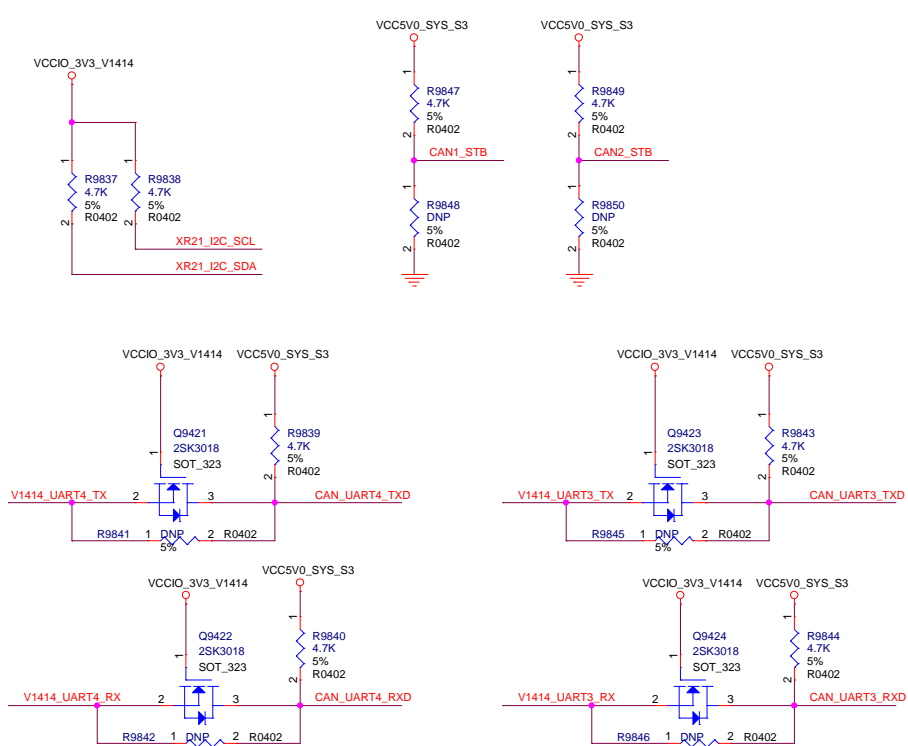 VCC5V0_SYS_S3
VCC5V0_SYS_S3
VCCIO_3V3_V1414
1
R9847
4.7K
5%
R0402
2
1
R9849
4.7K
5%
R0402
2
CAN1_STB
CAN2_STB
1
R9837
4.7K
5%
R0402
2
1
R9838
4.7K
5%
R0402
2
1
R9848
DNP
5%
R0402
2
1
R9850
DNP
5%
R0402
2
XR21_I2C_SCL
XR21_I2C_SDA
VCCIO_3V3_V1414
VCC5V0_SYS_S3
1
Q9421
2SK3018
SOT_323
1
R9839
4.7K
5%
R0402
2
V1414_UART4_TX
2
3
CAN_UART4_TXD
R9841
1
DNP
2
R0402
5%
VCCIO_3V3_V1414
VCC5V0_SYS_S3
1
Q9423
2SK3018
SOT_323
1
R9843
4.7K
5%
R0402
2
V1414_UART3_TX
2
3
CAN_UART3_TXD
R9845
1
DNP
2
R0402
5%
VCCIO_3V3_V1414
VCC5V0_SYS_S3
1
Q9422
2SK3018
SOT_323
1
R9840
4.7K
5%
R0402
2
V1414_UART4_RX
2
3
CAN_UART4_RXD
R9842
1
DNP
2
R0402
VCCIO_3V3_V1414
VCC5V0_SYS_S3
1
Q9424
2SK3018
SOT_323
1
R9844
4.7K
5%
R0402
2
V1414_UART3_RX
2
3
CAN_UART3_RXD
R9846
1
DNP
2
R0402